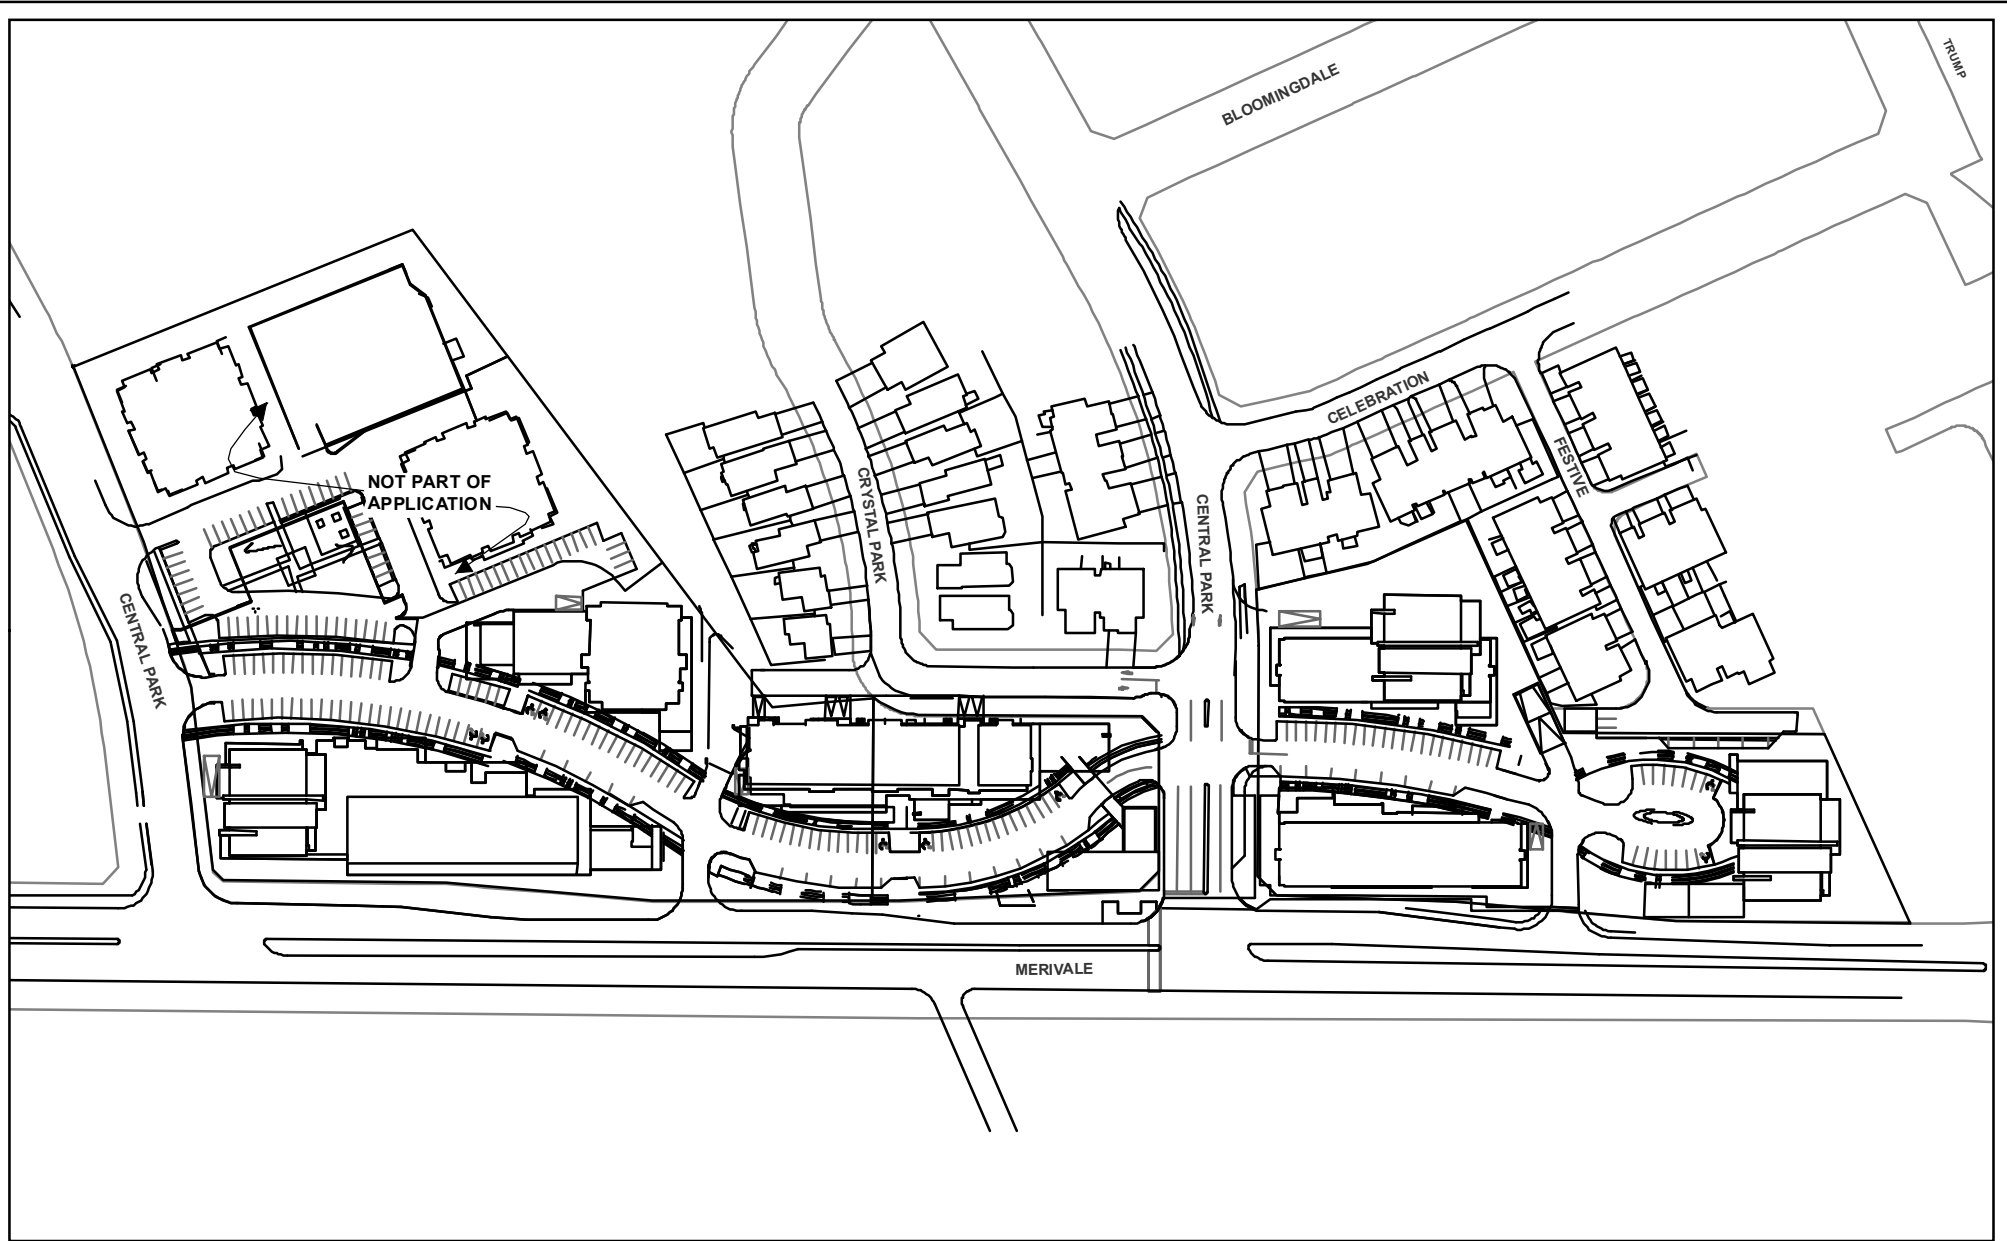 TRUMP
BLOOMINGDALE
CELEBRATION
FESTIVE
NOT PART OF
APPLICATION
CRYSTAL PARK
CENTRAL PARK
CENTRAL PARK
MERIVALE